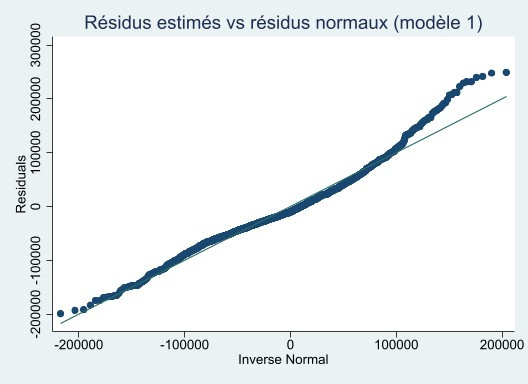 Résidus estimés vs résidus normaux (modèle 1)
300000
200000
100000
0
-100000
-200000
Residuals
-200000 -100000 0 100000 200000
Inverse Normal